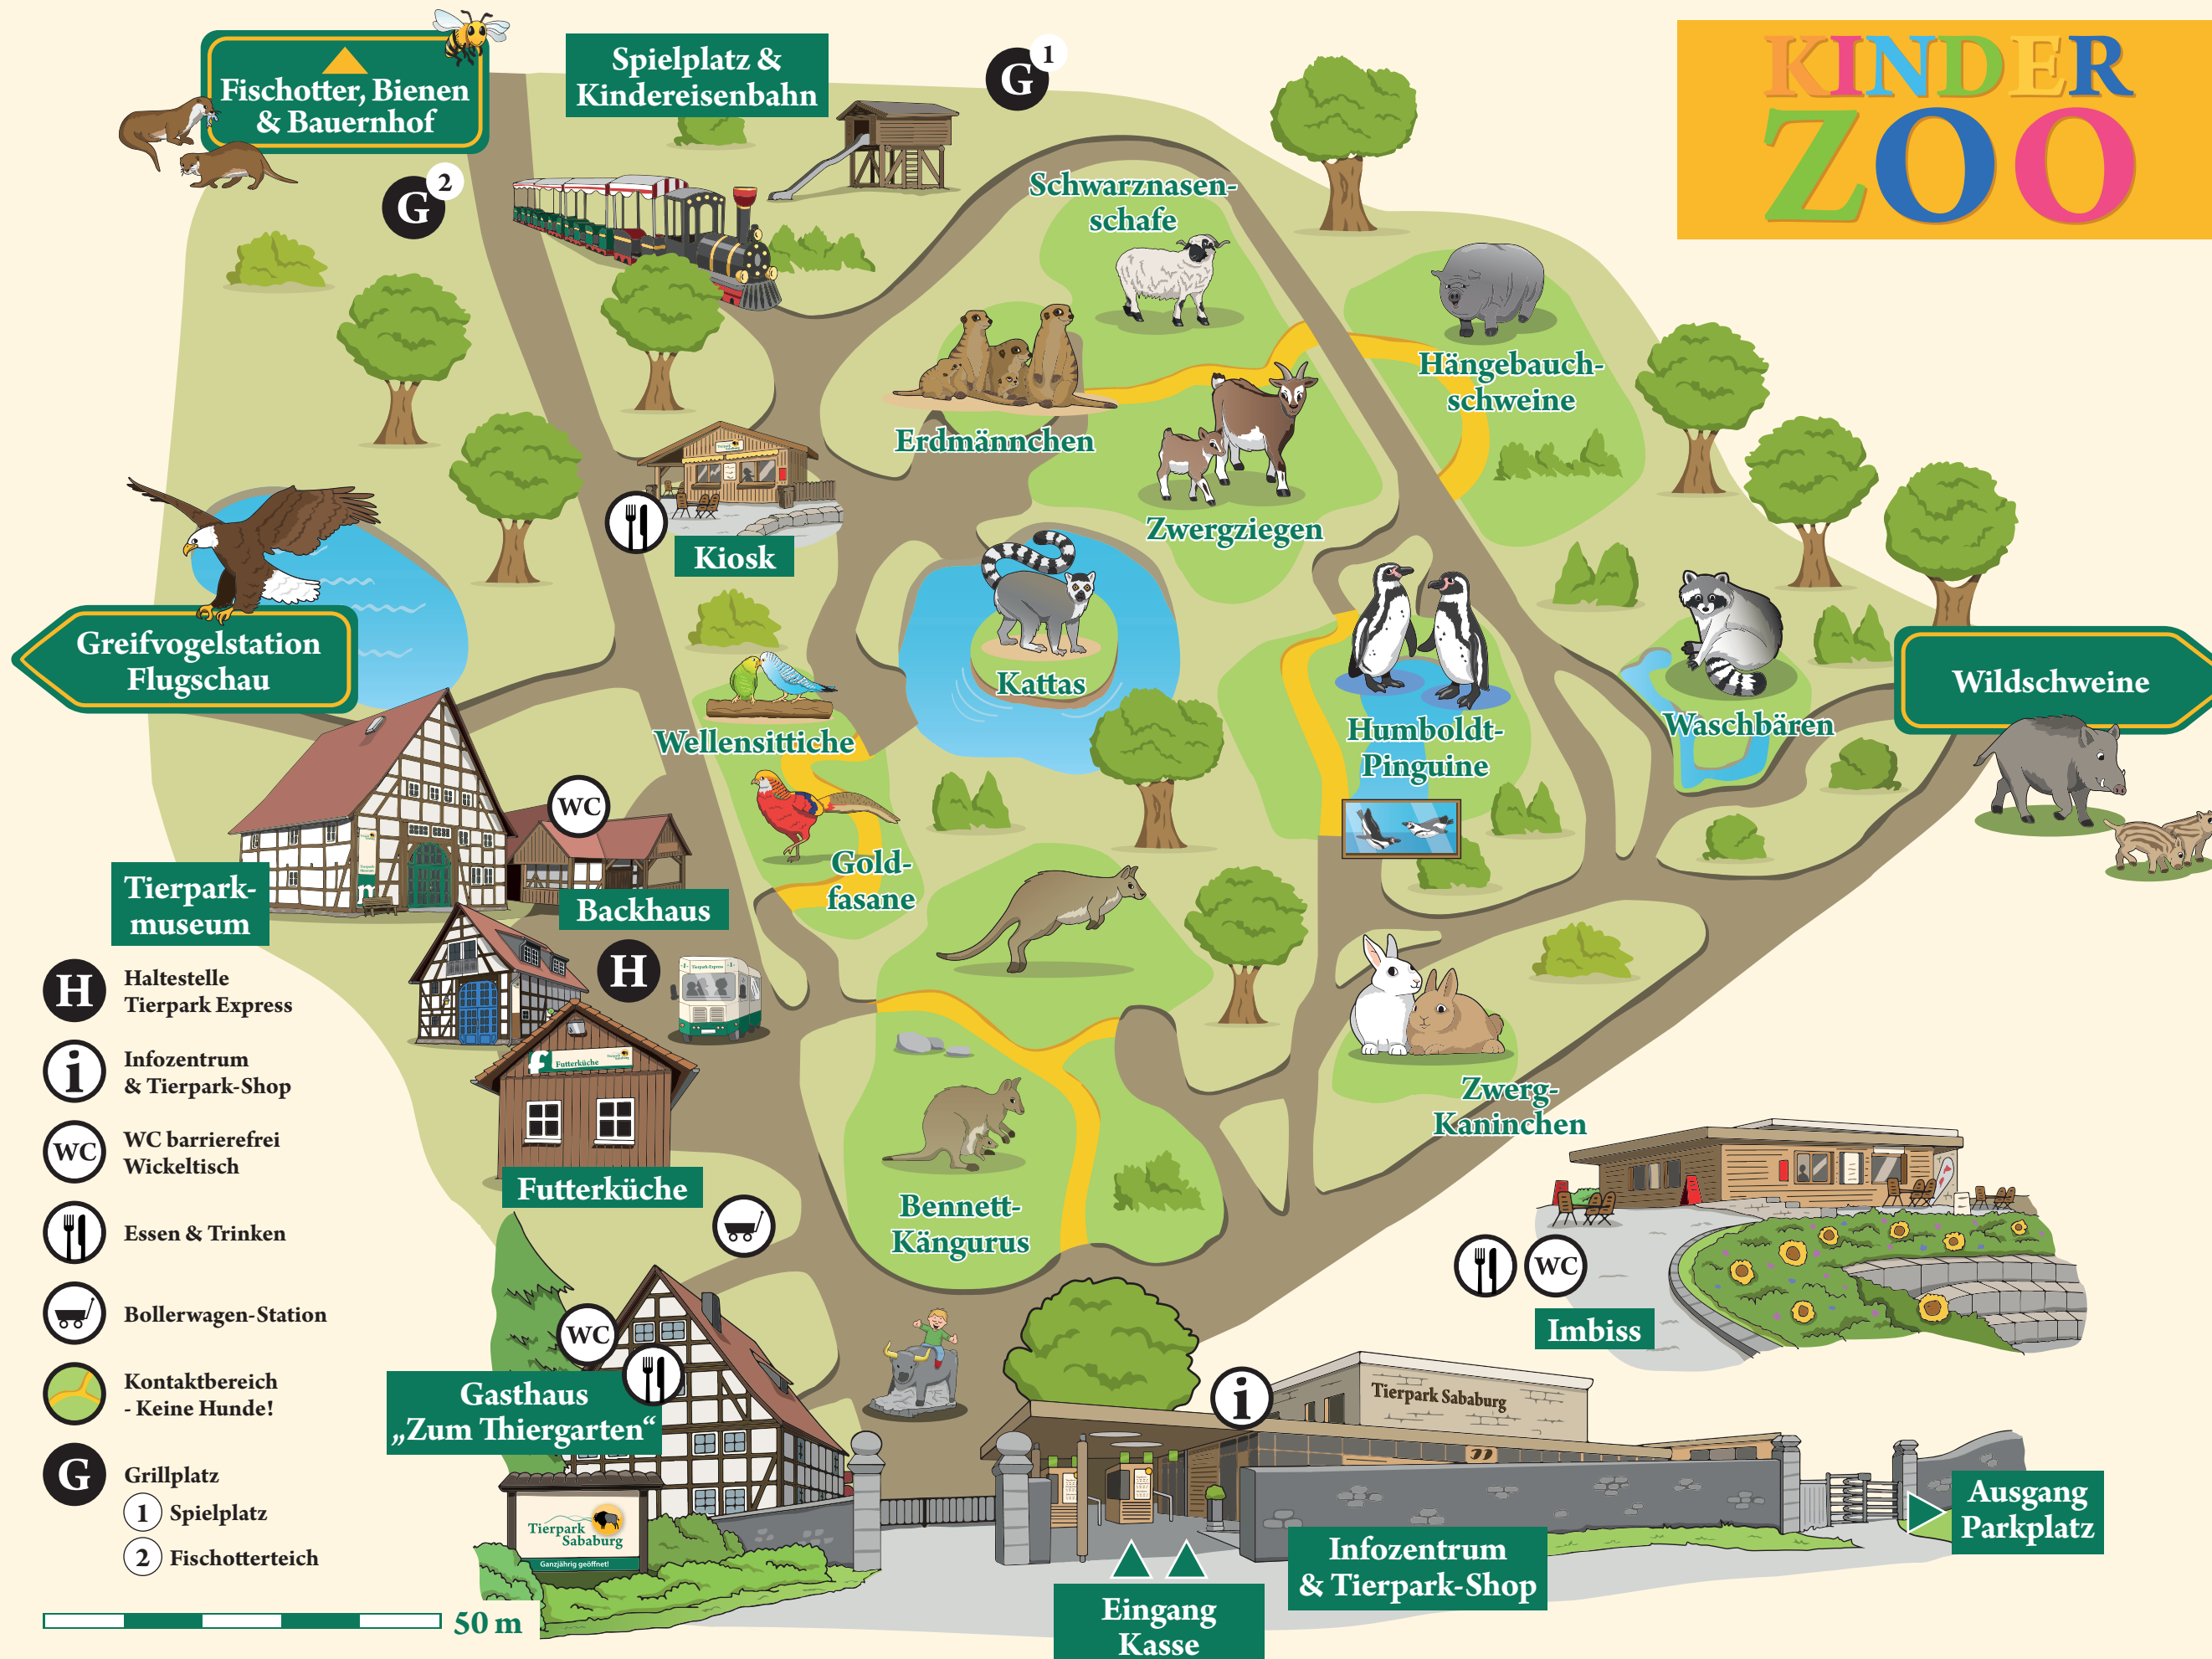 Fischotter, Bienen
& Bauernhof
Spielplatz &
Kindereisenbahn
G 1
KINDER
ZOO
G 2
Schwarznasen-
schafe
Hängebauch-
schweine
Erdmännchen
Zwergziegen
Kiosk
Greifvogelstation
Flugschau
Kattas
Wildschweine
Wellensittiche
Humboldt-
Pinguine
Waschbären
WC
Gold-
fasane
Tierpark-
museum
Backhaus
H
Tierpark Express
H
Haltestelle
Tierpark Express
Futterküche
i
Infozentrum
& Tierpark-Shop
Zwerg-
Kaninchen
WC
WC barrierefrei
Wickeltisch
Futterküche
Bennett-
Kängurus
Essen & Trinken
WC
Imbiss
Bollerwagen-Station
WC
Kontaktbereich
- Keine Hunde!
Gasthaus
„Zum Thiergarten“
i
Tierpark Sababurg
G
Grillplatz
1 Spielplatz
2 Fischotterteich
Tierpark
Sababurg
Ganzjährig geöffnet!
Ausgang
Parkplatz
Infozentrum
& Tierpark-Shop
Eingang
Kasse
50 m